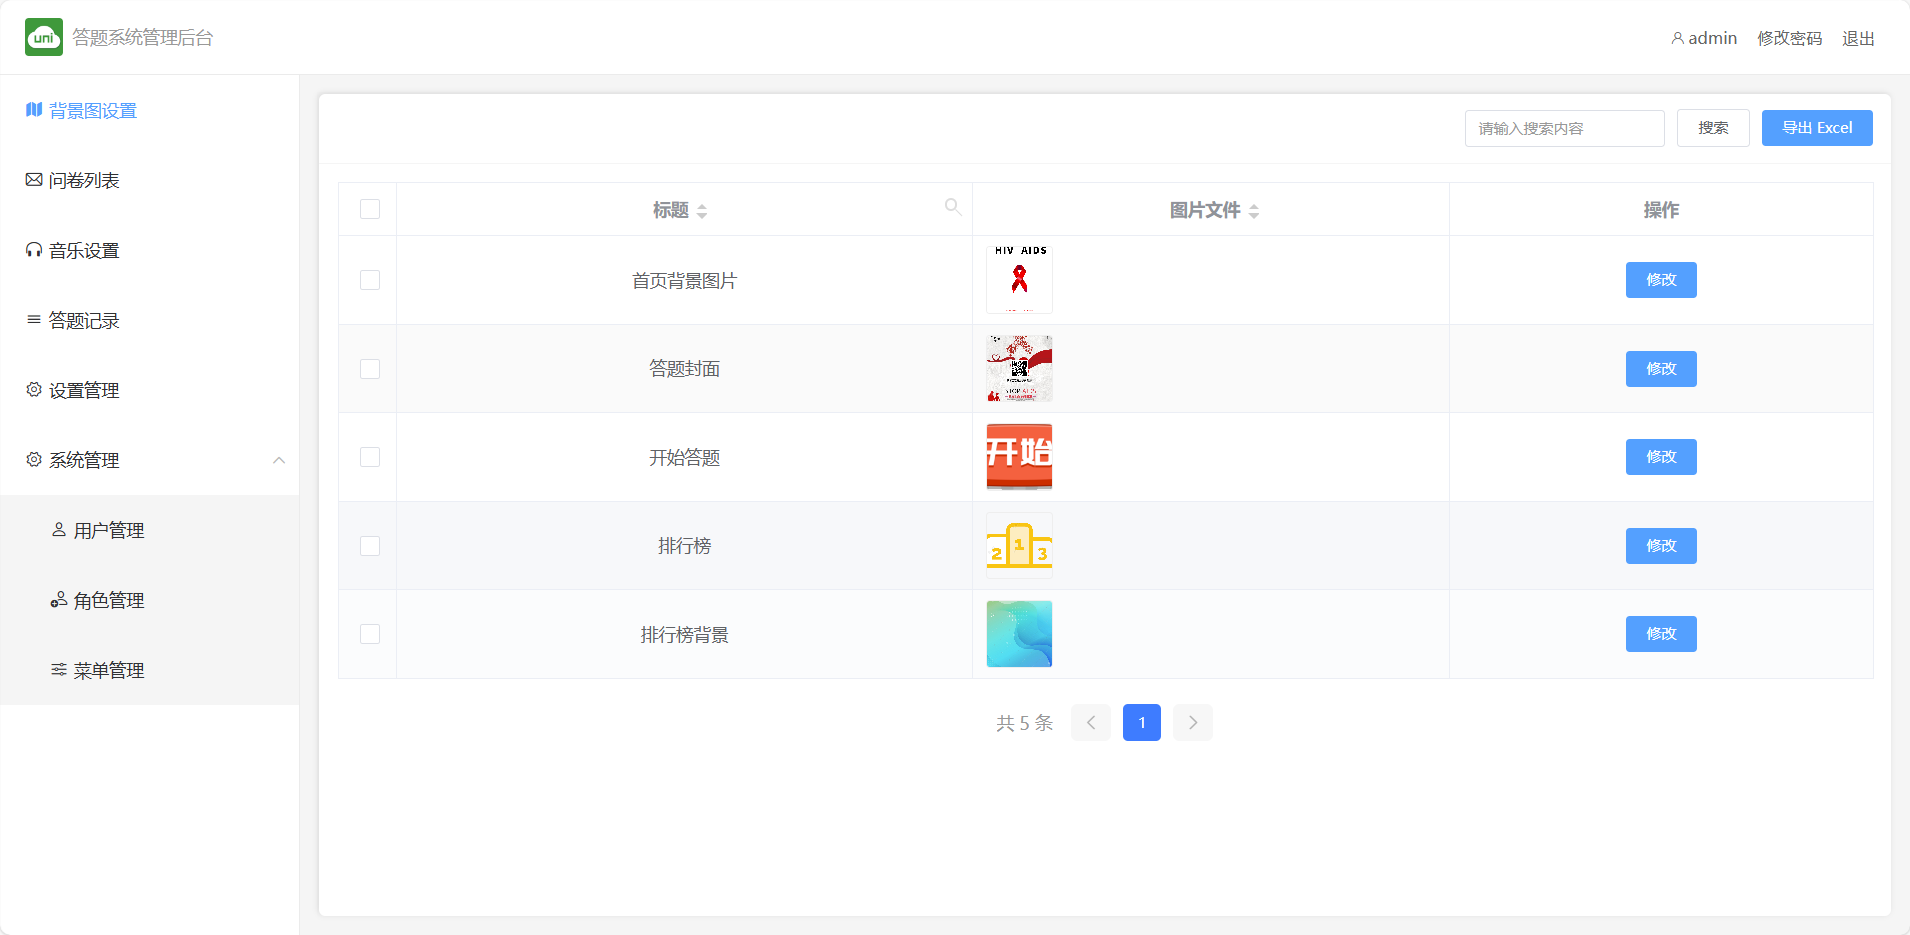 uni 答题系统管理后台
admin 修改密码 退出
背景图设置
问卷列表
音乐设置
答题记录
设置管理
系统管理
用户管理
角色管理
菜单管理
请输入搜索内容 搜索 导出 Excel
标题 图片文件 操作
首页背景图片 HIV AIDS 修改
答题封面 STOP AIDS 修改
开始答题 开始 修改
排行榜 2 1 3 修改
排行榜背景 修改
共 5 条 1